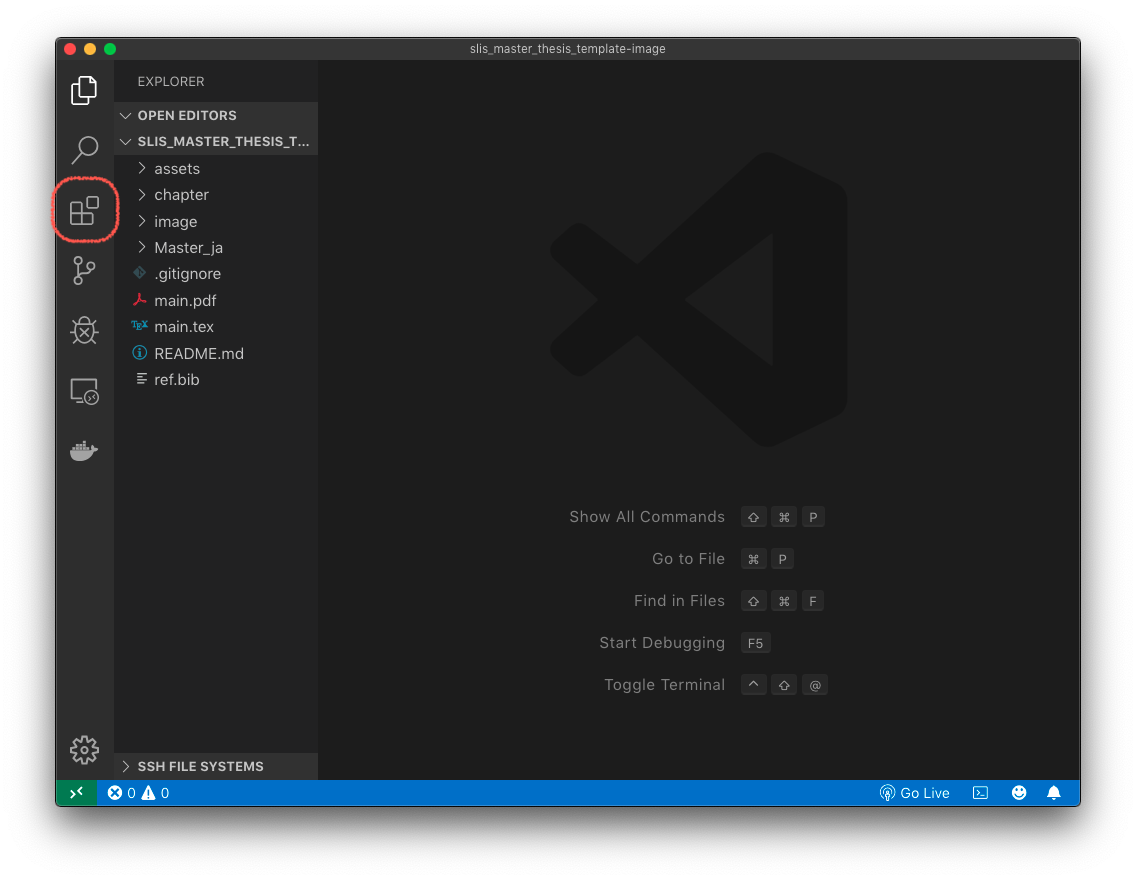 slis_master_thesis_template-image
EXPLORER
OPEN EDITORS
SLIS_MASTER_THESIS_T...
assets
chapter
image
Master_ja
.gitignore
main.pdf
TEX main.tex
README.md
ref.bib
Show All Commands ⇧ ⌘ P
Go to File ⌘ P
Find in Files ⇧ ⌘ F
Start Debugging F5
Toggle Terminal ^ ⇧ @
SSH FILE SYSTEMS
0 0 Go Live